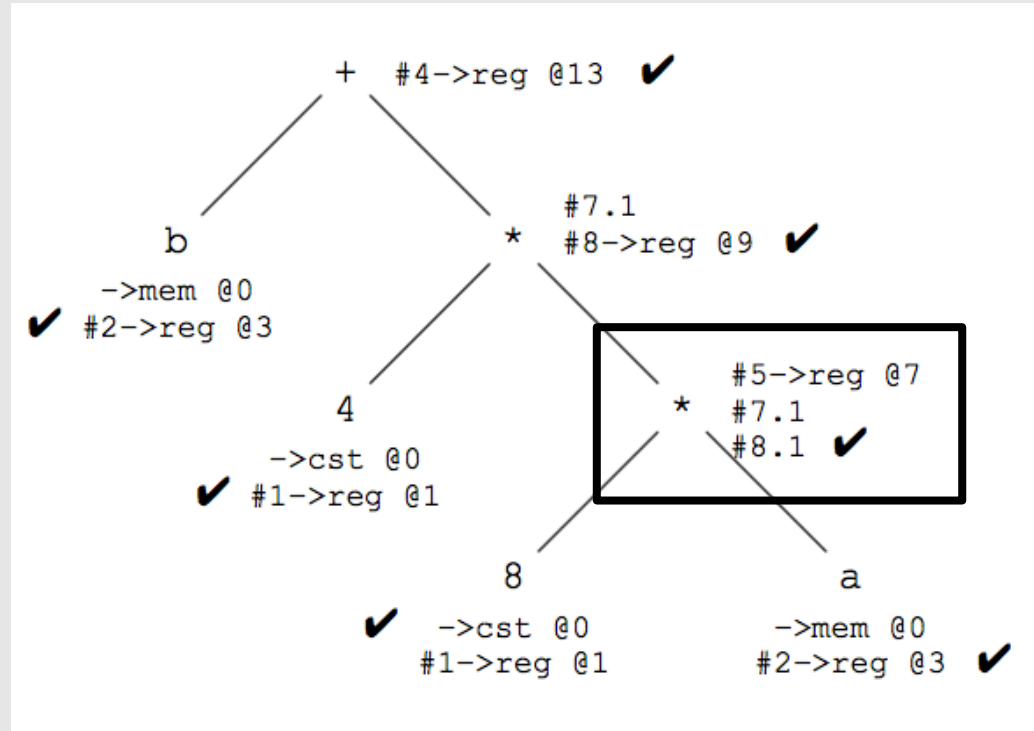 + #4->reg @13 ✔
#7.1
b * #8->reg @9 ✔
->mem @0
✔ #2->reg @3
#5->reg @7
4 * #7.1
#8.1 ✔
->cst @0
✔ #1->reg @1
8 a
✔ ->cst @0 ->mem @0
#1->reg @1 #2->reg @3 ✔